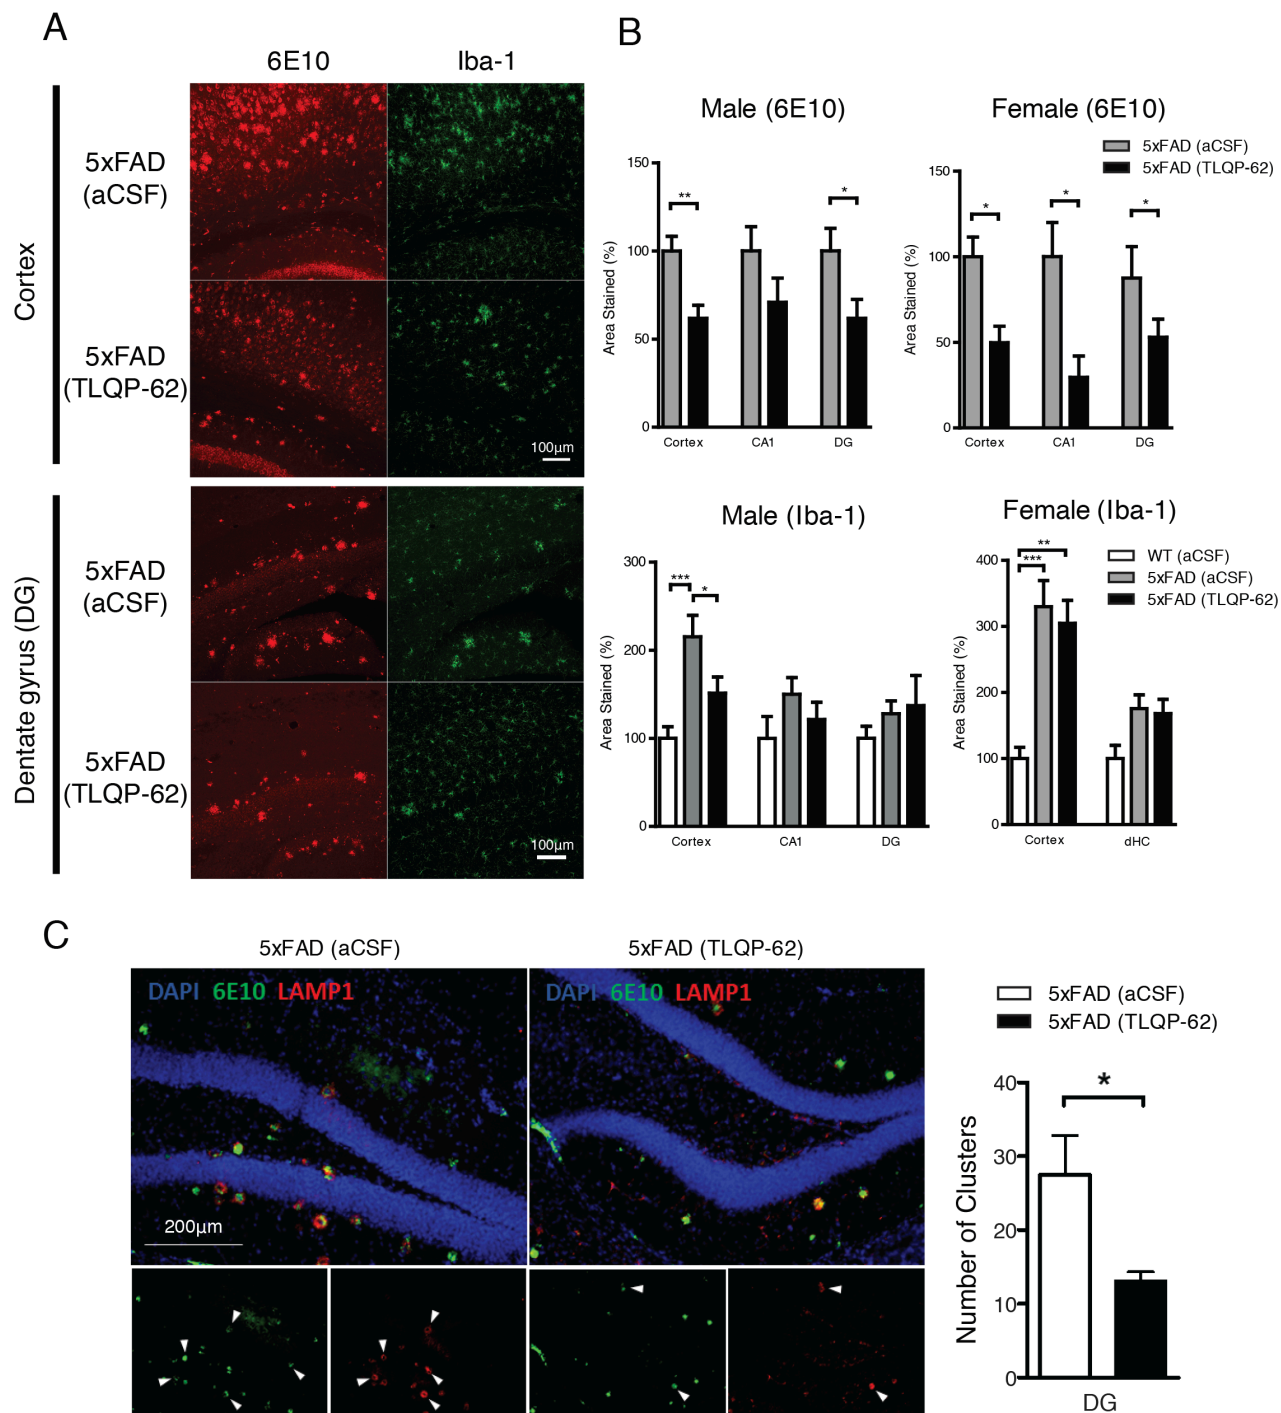 A
6E10
Iba-1
Cortex
5xFAD
(aCSF)
5xFAD
(TLQP-62)
100µm
Dentate gyrus (DG)
5xFAD
(aCSF)
5xFAD
(TLQP-62)
100µm
B
Male (6E10)
Area Stained (%)
150
**
*
100
50
0
Cortex
CA1
DG
Female (6E10)
5xFAD (aCSF)
5xFAD (TLQP-62)
Area Stained (%)
150
*
*
*
100
50
0
Cortex
CA1
DG
Male (Iba-1)
Area Stained (%)
300
***
*
200
100
0
Cortex
CA1
DG
Female (Iba-1)
WT (aCSF)
5xFAD (aCSF)
5xFAD (TLQP-62)
Area Stained (%)
400
**
***
300
200
100
0
Cortex
dHC
C
5xFAD (aCSF)
DAPI 6E10 LAMP1
200µm
5xFAD (TLQP-62)
DAPI 6E10 LAMP1
5xFAD (aCSF)
5xFAD (TLQP-62)
Number of Clusters
40
*
30
20
10
0
DG